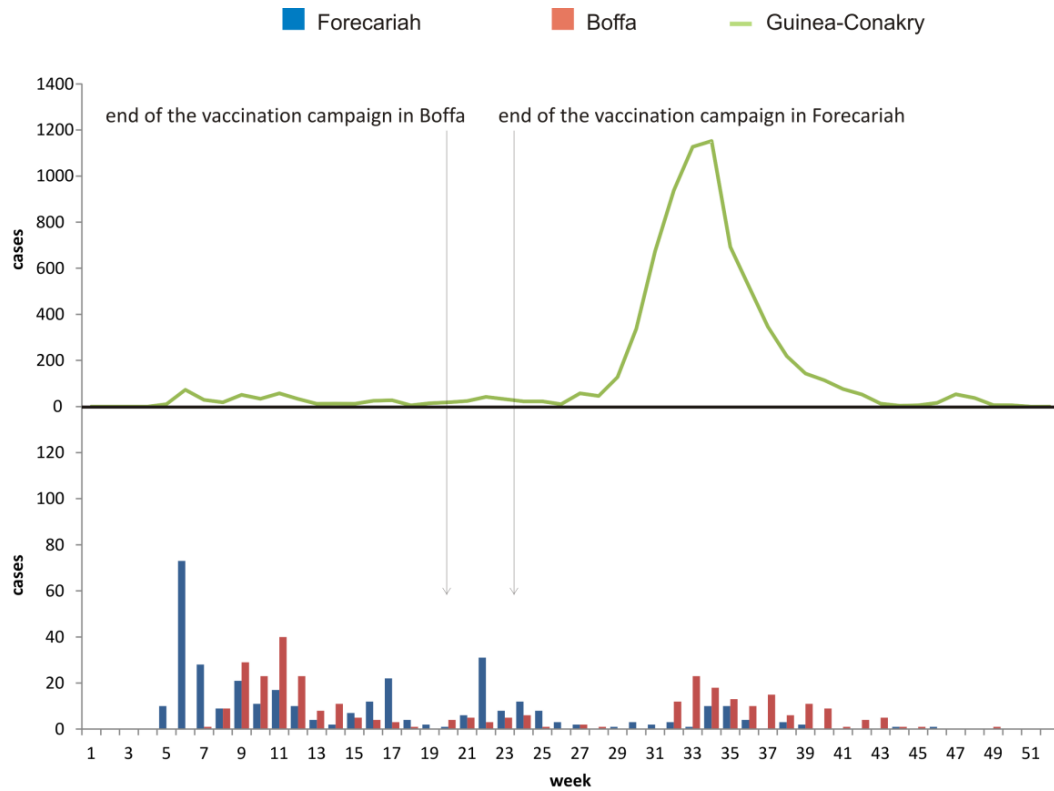 Forecariah Boffa Guinea-Conakry
1400
end of the vaccination campaign in Boffa end of the vaccination campaign in Forecariah
1200
1000
800
600
400
200
0
cases
120
100
80
60
40
20
0
cases
1 3 5 7 9 11 13 15 17 19 21 23 25 27 29 31 33 35 37 39 41 43 45 47 49 51
week